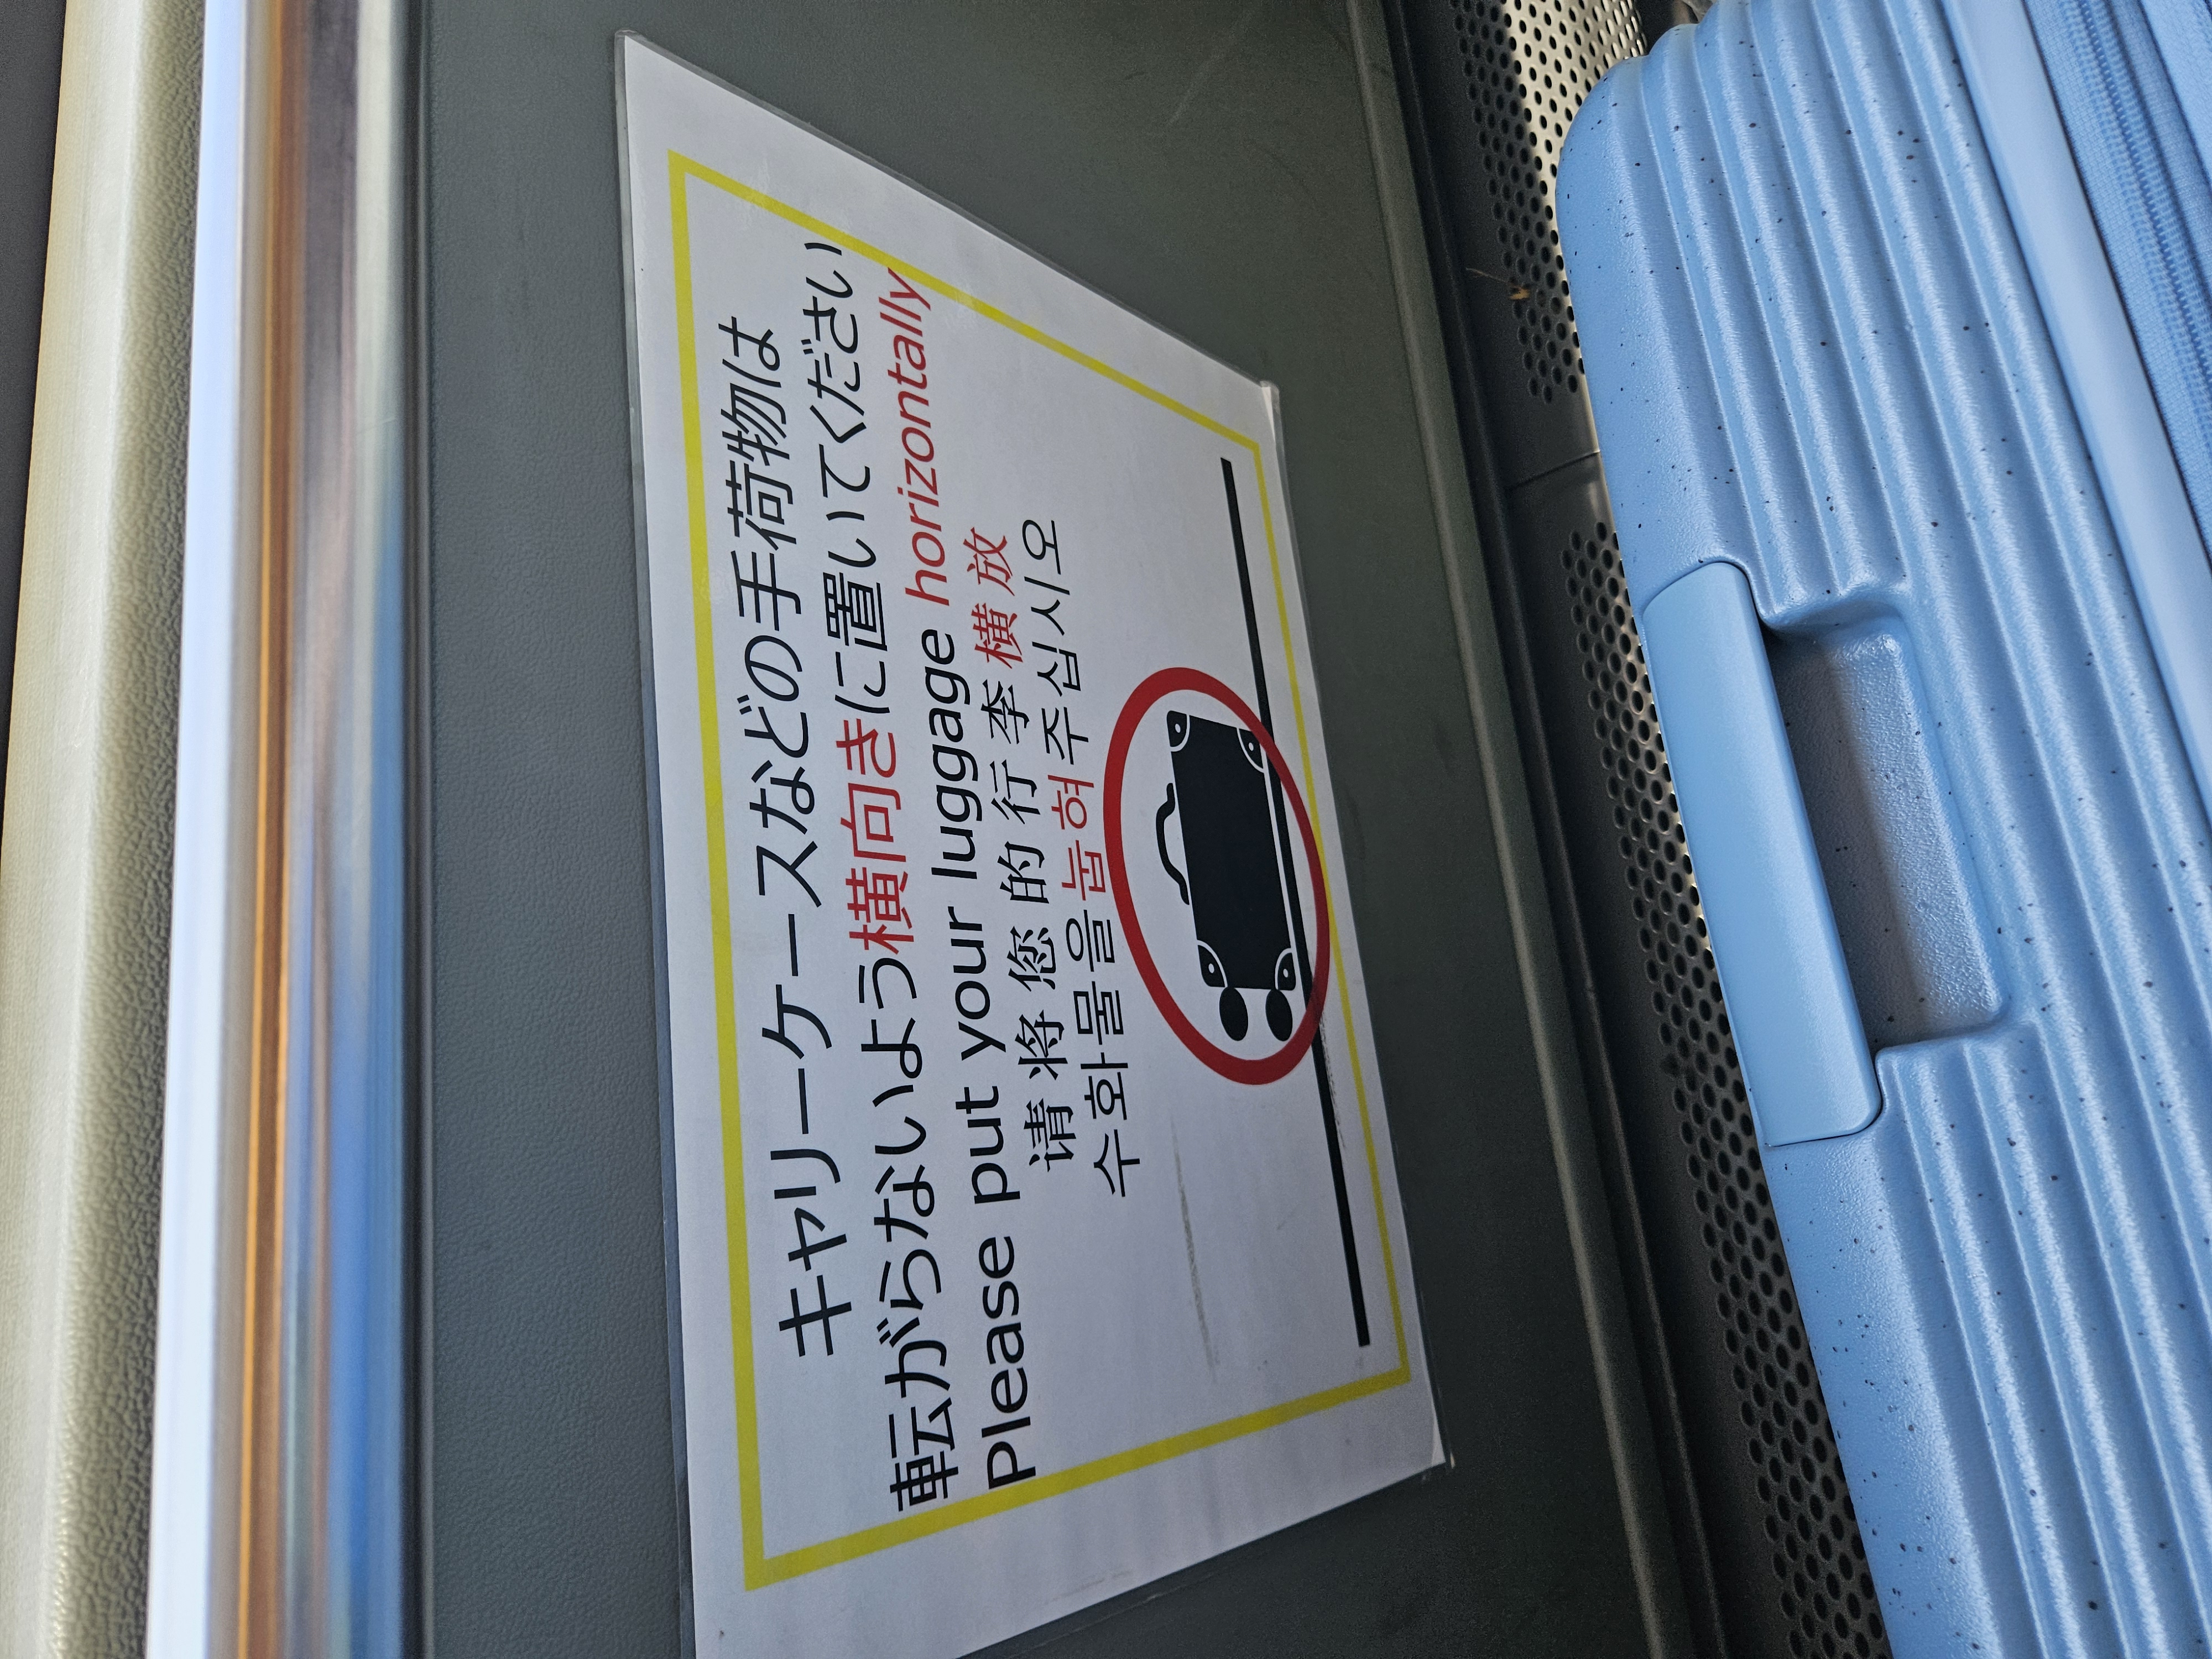 キャリーケースなどの手荷物は
転がらないよう横向きに置いてください
Please put your luggage horizontally
请将您的行李横放
수화물을눕혀주십시오